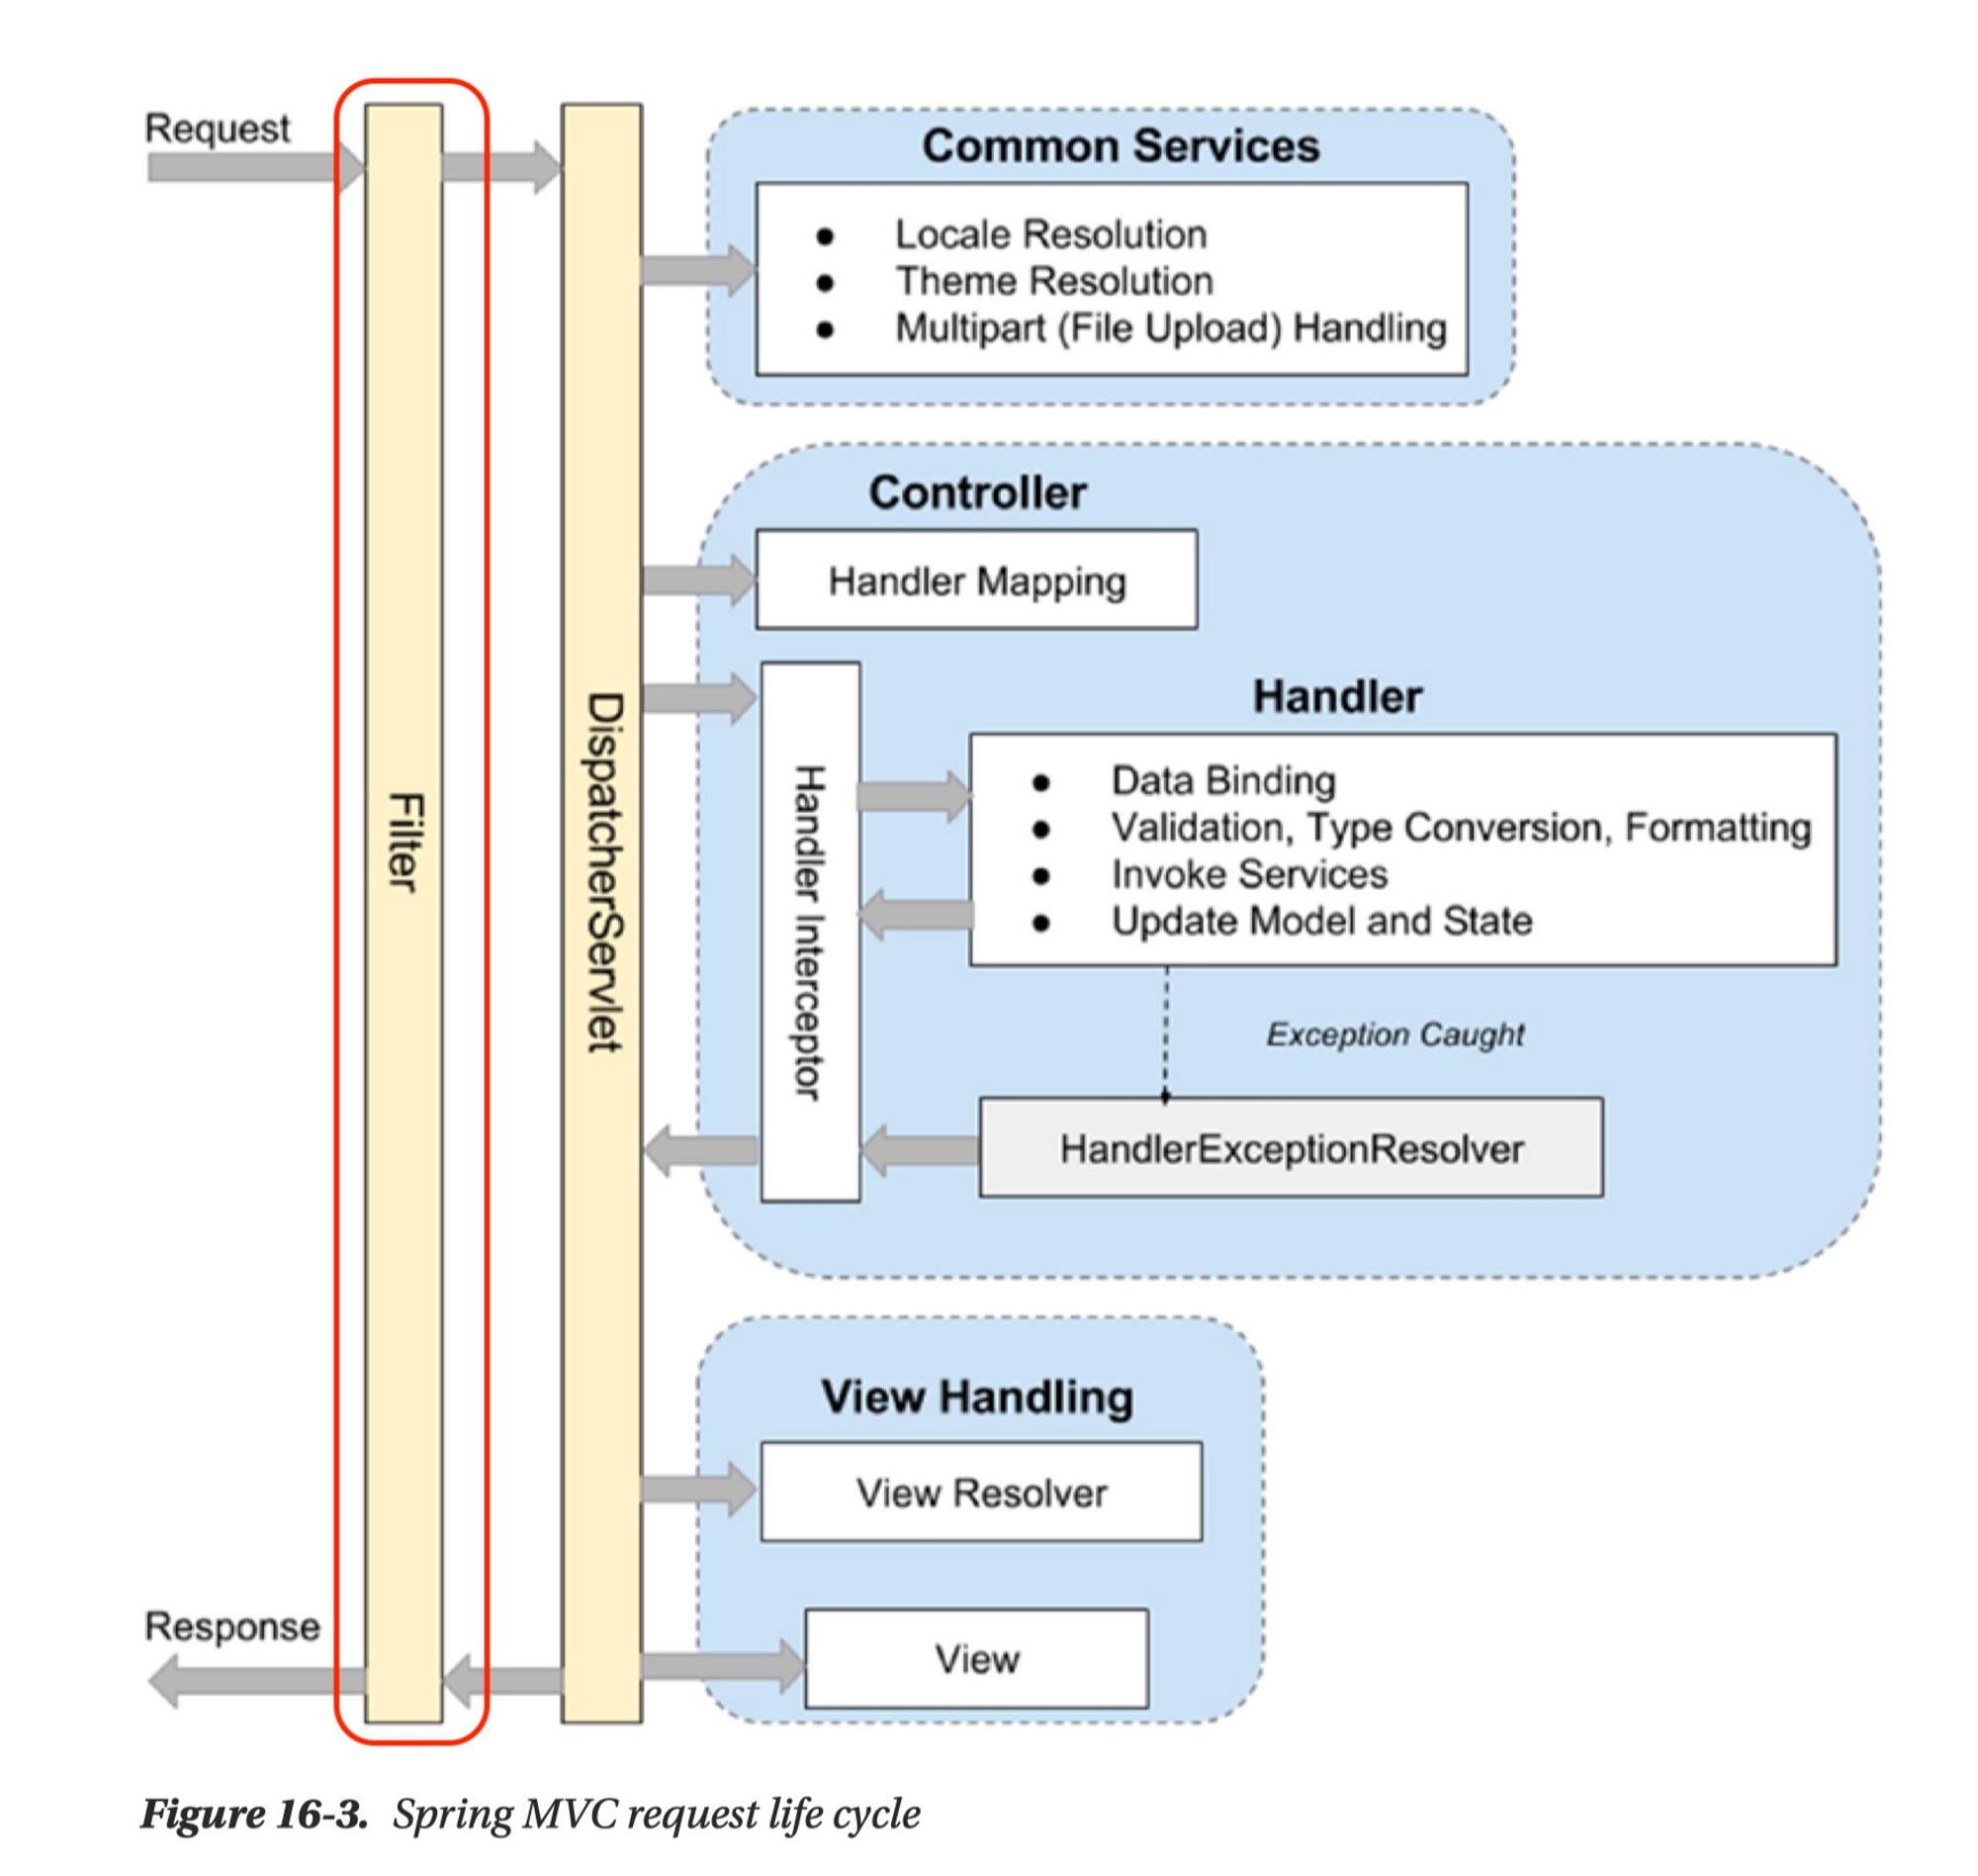 Request
Common Services
● Locale Resolution
● Theme Resolution
● Multipart (File Upload) Handling
Controller
Handler Mapping
Filter
DispatcherServlet
Handler Interceptor
Handler
● Data Binding
● Validation, Type Conversion, Formatting
● Invoke Services
● Update Model and State
Exception Caught
HandlerExceptionResolver
View Handling
View Resolver
Response
View
Figure 16-3. Spring MVC request life cycle